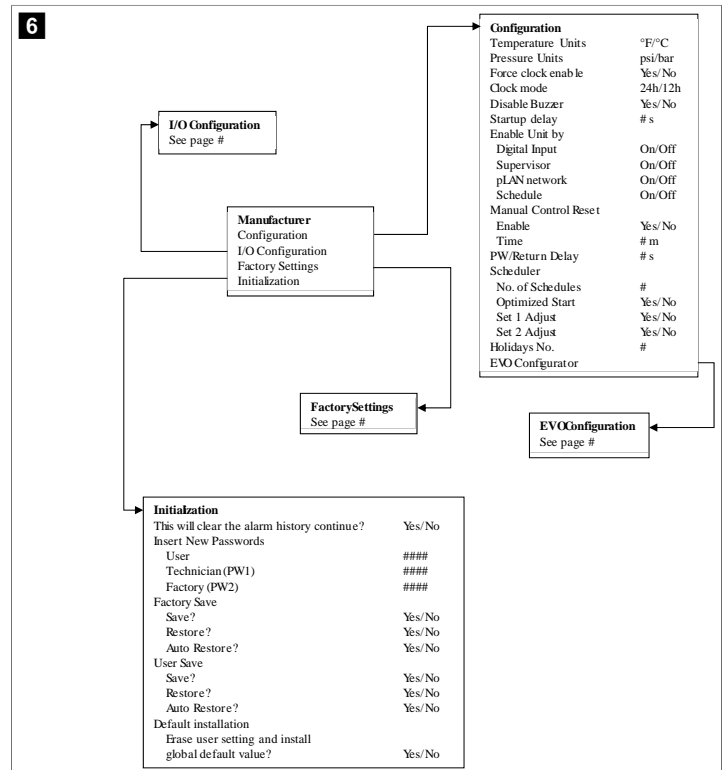 6
Configuration
Temperature Units °F/°C
Pressure Units psi/bar
Force clock enable Yes/No
Clock mode 24h/12h
Disable Buzzer Yes/No
Startup delay # s
Enable Unit by
Digital Input On/Off
Supervisor On/Off
pLAN network On/Off
Schedule On/Off
Manual Control Reset
Enable Yes/No
Time # m
PW/Return Delay # s
Scheduler
No. of Schedules #
Optimized Start Yes/No
Set 1 Adjust Yes/No
Set 2 Adjust Yes/No
Holidays No. #
EVO Configurator
I/O Configuration
See page #
Manufacturer
Configuration
I/O Configuration
Factory Settings
Initialization
FactorySettings
See page #
EVOConfiguration
See page #
Initialization
This will clear the alarm history continue? Yes/No
Insert New Passwords
User ####
Technician (PW1) ####
Factory (PW2) ####
Factory Save
Save? Yes/No
Restore? Yes/No
Auto Restore? Yes/No
User Save
Save? Yes/No
Restore? Yes/No
Auto Restore? Yes/No
Default installation
Erase user setting and install
global default value? Yes/No